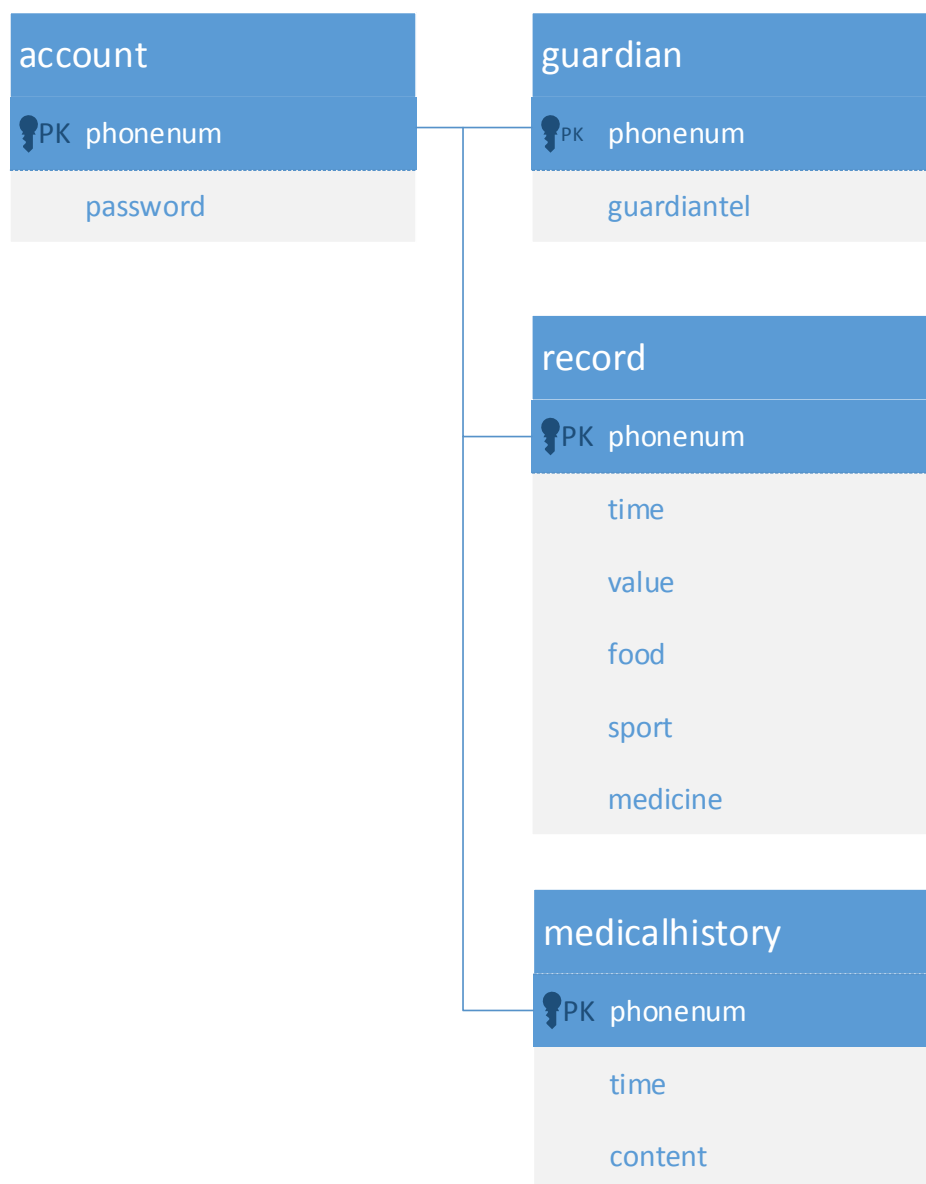 account
PK phonenum
password
guardian
PK phonenum
guardiantel
record
PK phonenum
time
value
food
sport
medicine
medicalhistory
PK phonenum
time
content